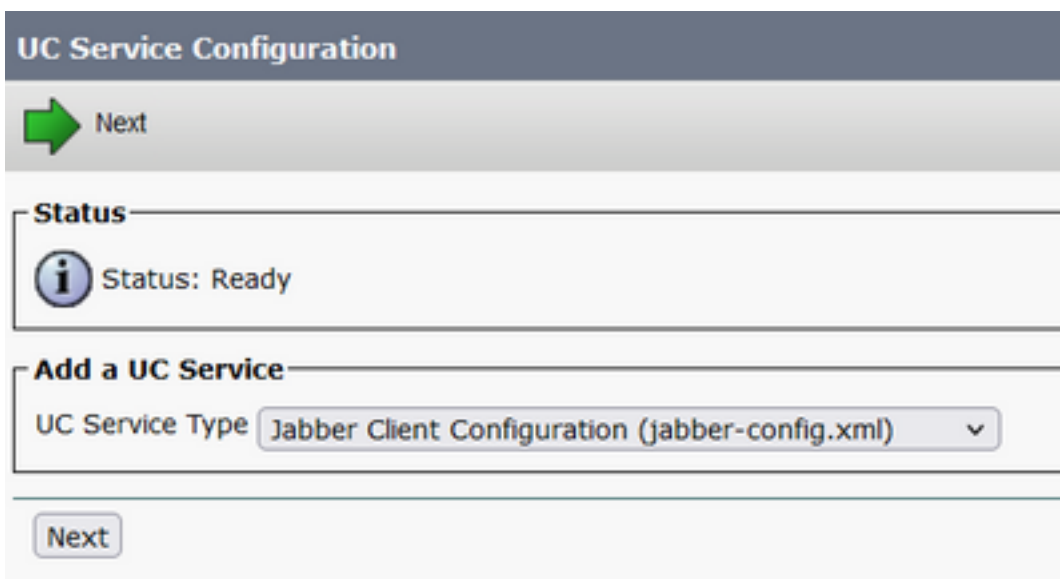 UC Service Configuration
Next
Status
Status: Ready
Add a UC Service
UC Service Type Jabber Client Configuration (jabber-config.xml)
Next